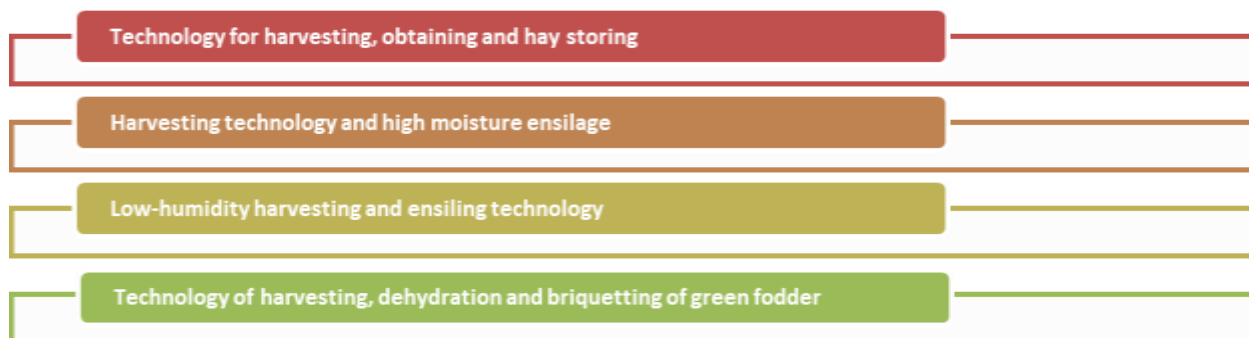 Technology for harvesting, obtaining and hay storing
Harvesting technology and high moisture ensilage
Low-humidity harvesting and ensiling technology
Technology of harvesting, dehydration and briquetting of green fodder